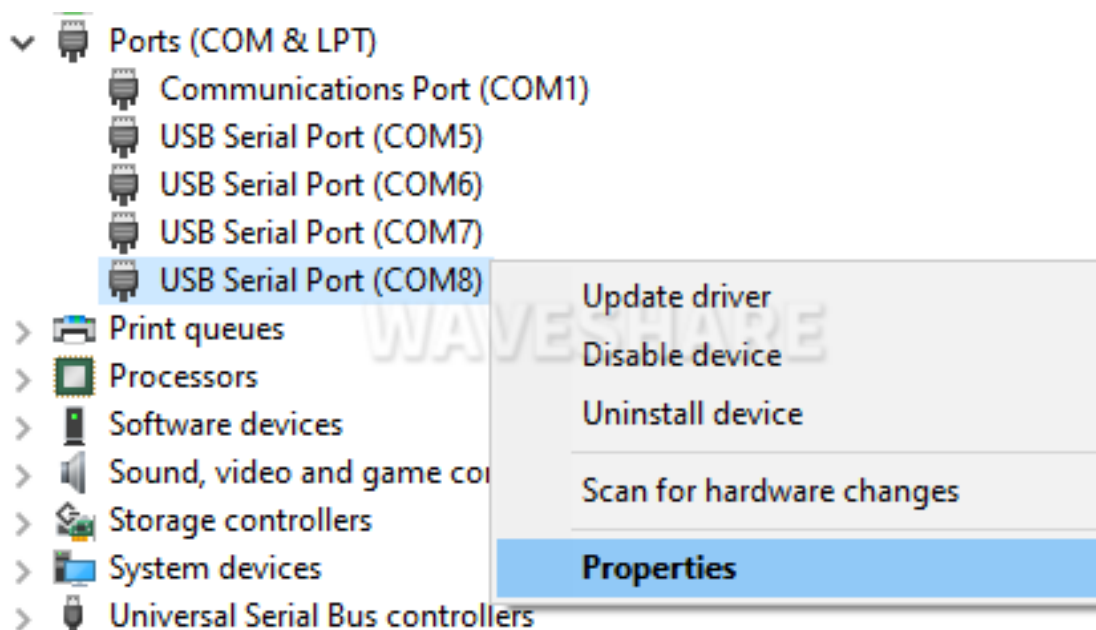 Ports (COM & LPT)
Communications Port (COM1)
USB Serial Port (COM5)
USB Serial Port (COM6)
USB Serial Port (COM7)
USB Serial Port (COM8)
Print queues
Processors
Software devices
Sound, video and game co
Storage controllers
System devices
Universal Serial Bus controllers
Update driver
Disable device
Uninstall device
Scan for hardware changes
Properties
WAVESHARE